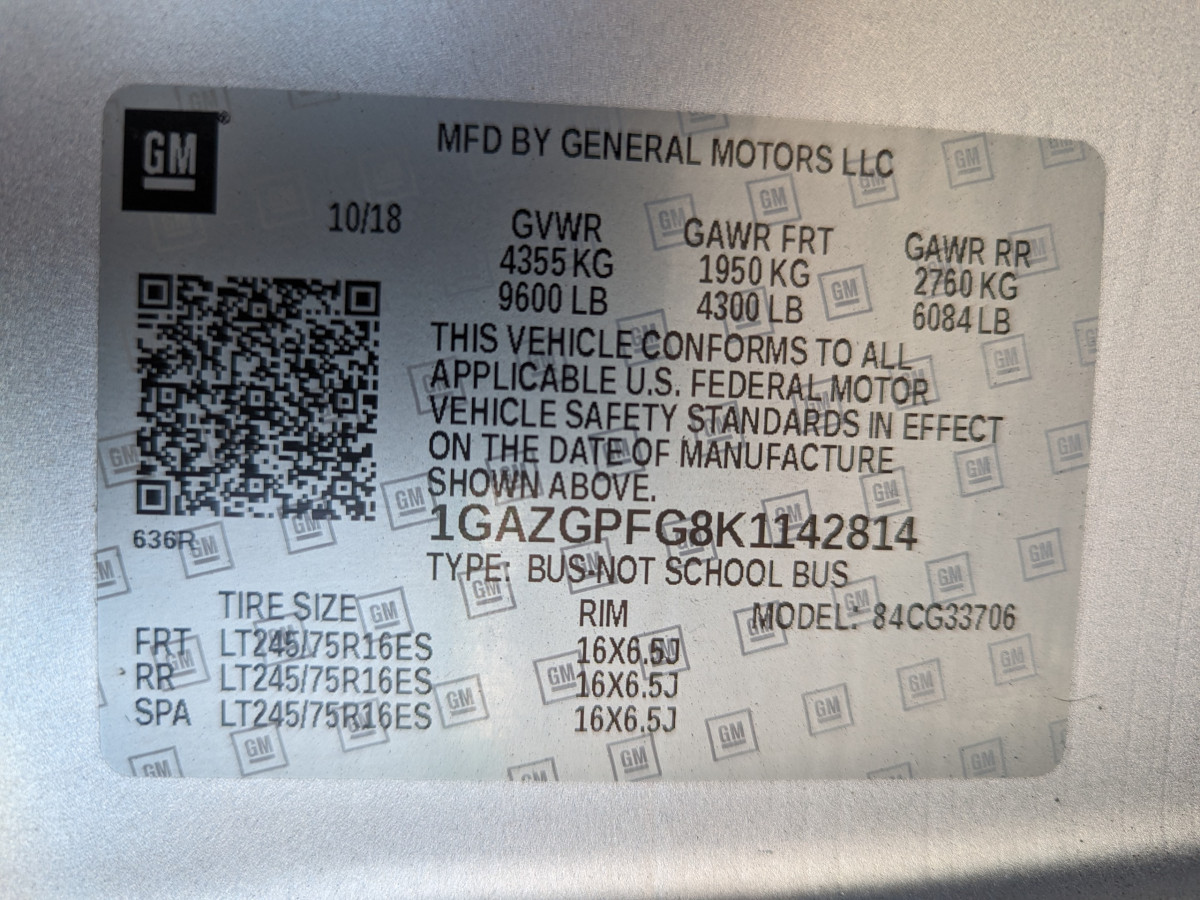 GM®
MFD BY GENERAL MOTORS LLC
10/18
GVWR
4355 KG
9600 LB
GAWR FRT
1950 KG
4300 LB
GAWR RR
2760 KG
6084 LB
THIS VEHICLE CONFORMS TO ALL
APPLICABLE U.S. FEDERAL MOTOR
VEHICLE SAFETY STANDARDS IN EFFECT
ON THE DATE OF MANUFACTURE
SHOWN ABOVE.
1GAZGPFG8K1142814
636R
TYPE: BUS-NOT SCHOOL BUS
TIRE SIZE RIM MODEL: 84CG33706
FRT LT245/75R16ES 16X6.5J
RR LT245/75R16ES 16X6.5J
SPA LT245/75R16ES 16X6.5J